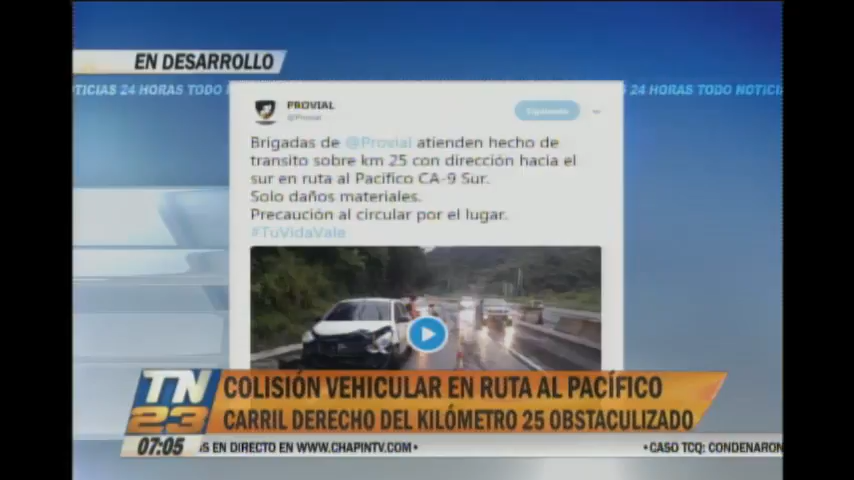 EN DESARROLLO
TICIAS 24 HORAS TODO NOTICI
24 HORAS TODO NOTICI
PROVIAL
@Provial
Siguiendo
Brigadas de @Provial atienden hecho de
transito sobre km 25 con dirección hacia el
sur en ruta al Pacífico CA-9 Sur.
Solo daños materiales.
Precaución al circular por el lugar.
#TuVidaVale
TN
23
COLISIÓN VEHICULAR EN RUTA AL PACÍFICO
CARRIL DERECHO DEL KILÓMETRO 25 OBSTACULIZADO
07:05
EN DIRECTO EN WWW.CHAPINTV.COM•
•CASO TCQ: CONDENARON